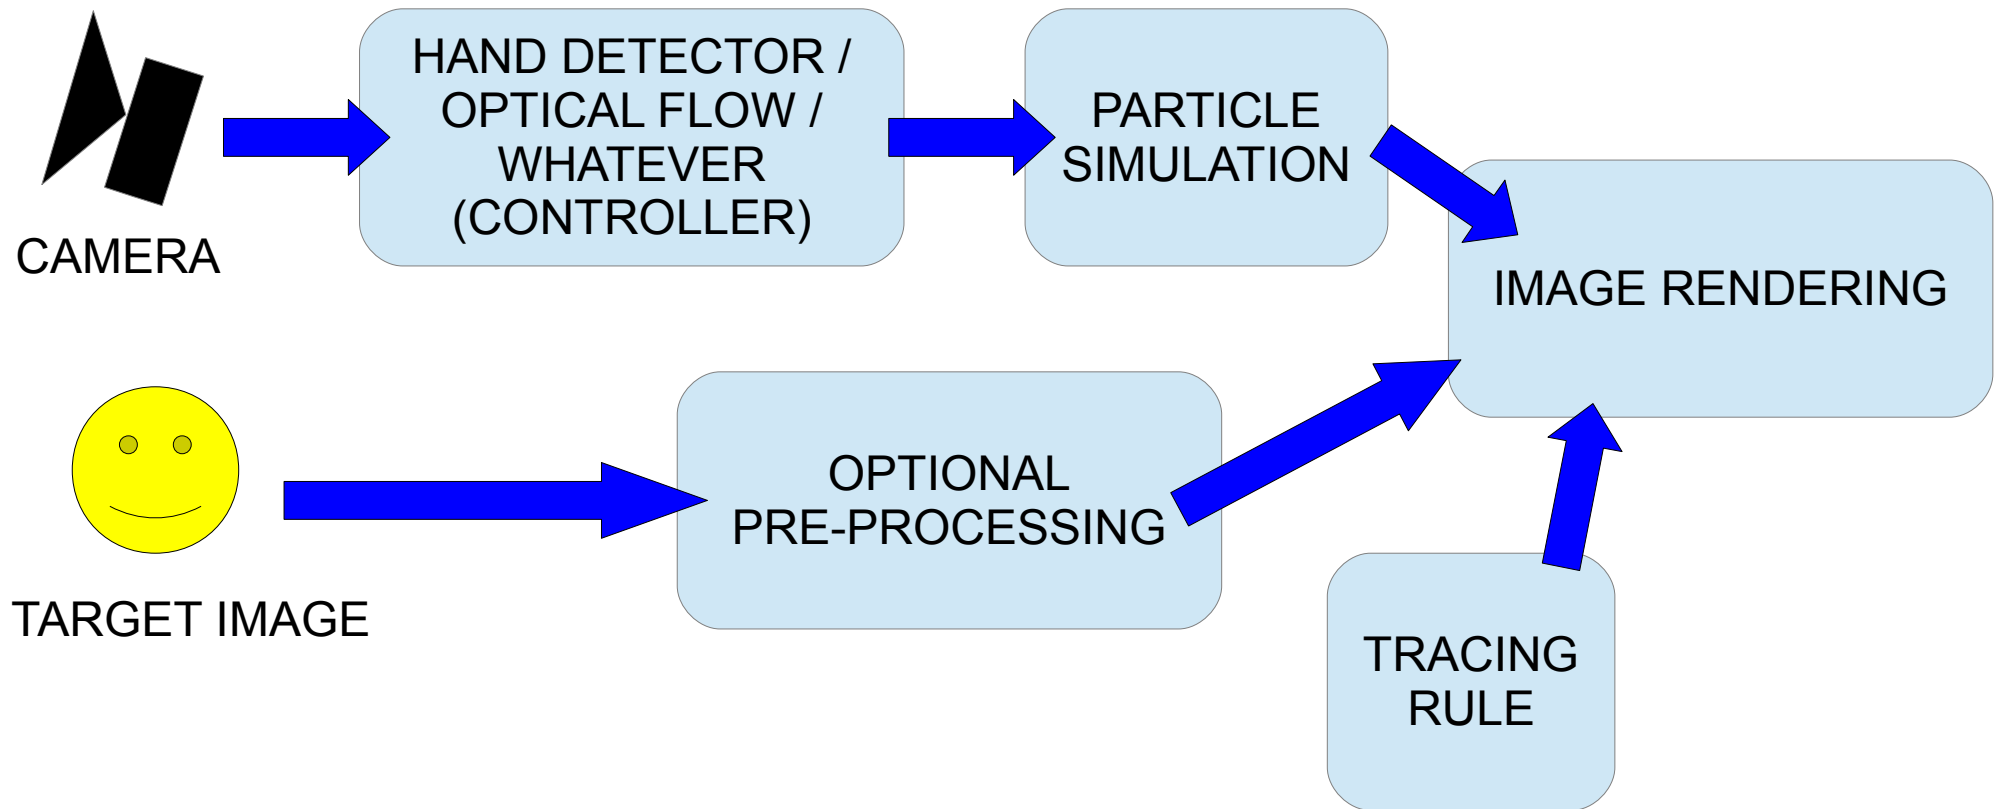 HAND DETECTOR /
OPTICAL FLOW /
WHATEVER
(CONTROLLER)
PARTICLE
SIMULATION
CAMERA
IMAGE RENDERING
OPTIONAL
PRE-PROCESSING
TARGET IMAGE
TRACING
RULE